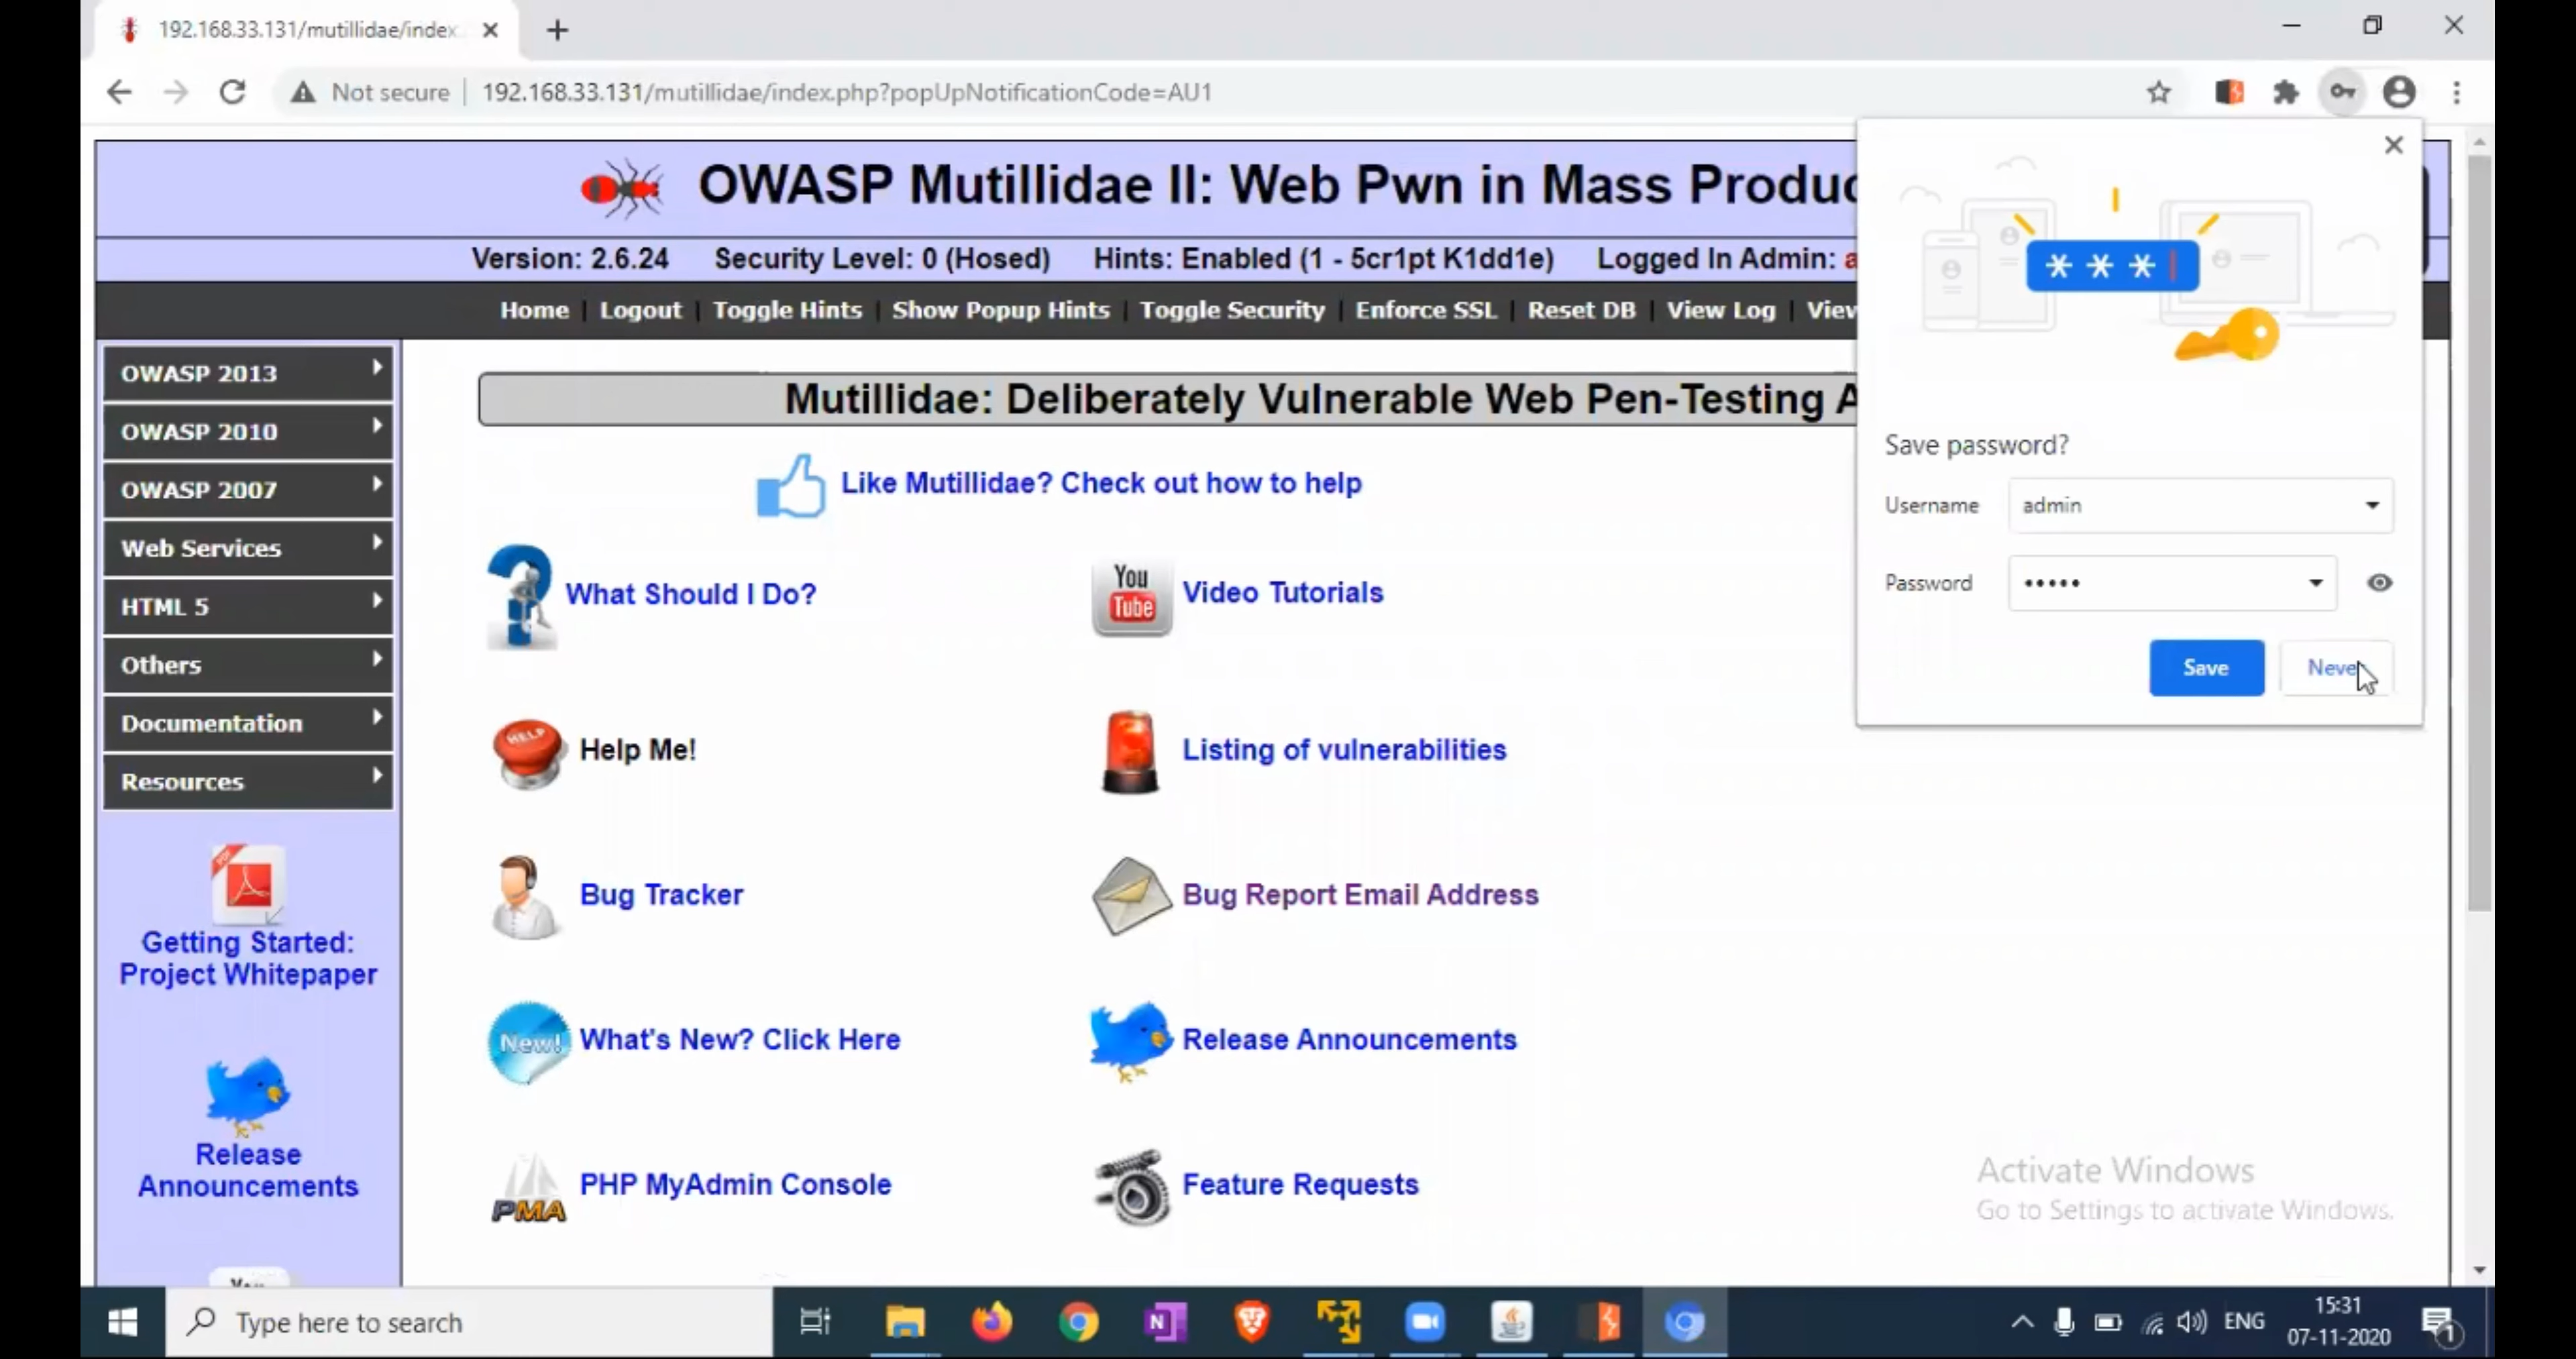 192.168.33.131/mutillidae/index.
Not secure | 192.168.33.131/mutillidae/index.php?popUpNotificationCode=AU1
OWASP Mutillidae II: Web Pwn in Mass Produc
Version: 2.6.24 Security Level: 0 (Hosed) Hints: Enabled (1 - 5cr1pt K1dd1e) Logged In Admin: a
Home | Logout | Toggle Hints | Show Popup Hints | Toggle Security | Enforce SSL | Reset DB | View Log | View
OWASP 2013
OWASP 2010
OWASP 2007
Web Services
HTML 5
Others
Documentation
Resources
PDF
Getting Started:
Project Whitepaper
Release
Announcements
Mutillidae: Deliberately Vulnerable Web Pen-Testing A
Like Mutillidae? Check out how to help
What Should I Do?
You
Tube
Video Tutorials
HELP
Help Me!
Listing of vulnerabilities
Bug Tracker
Bug Report Email Address
New!
What's New? Click Here
Release Announcements
PMA
PHP MyAdmin Console
Feature Requests
***
Save password?
Username admin
Password •••••
Save
Neve
Activate Windows
Go to Settings to activate Windows.
Type here to search
N
ENG
15:31
07-11-2020
1